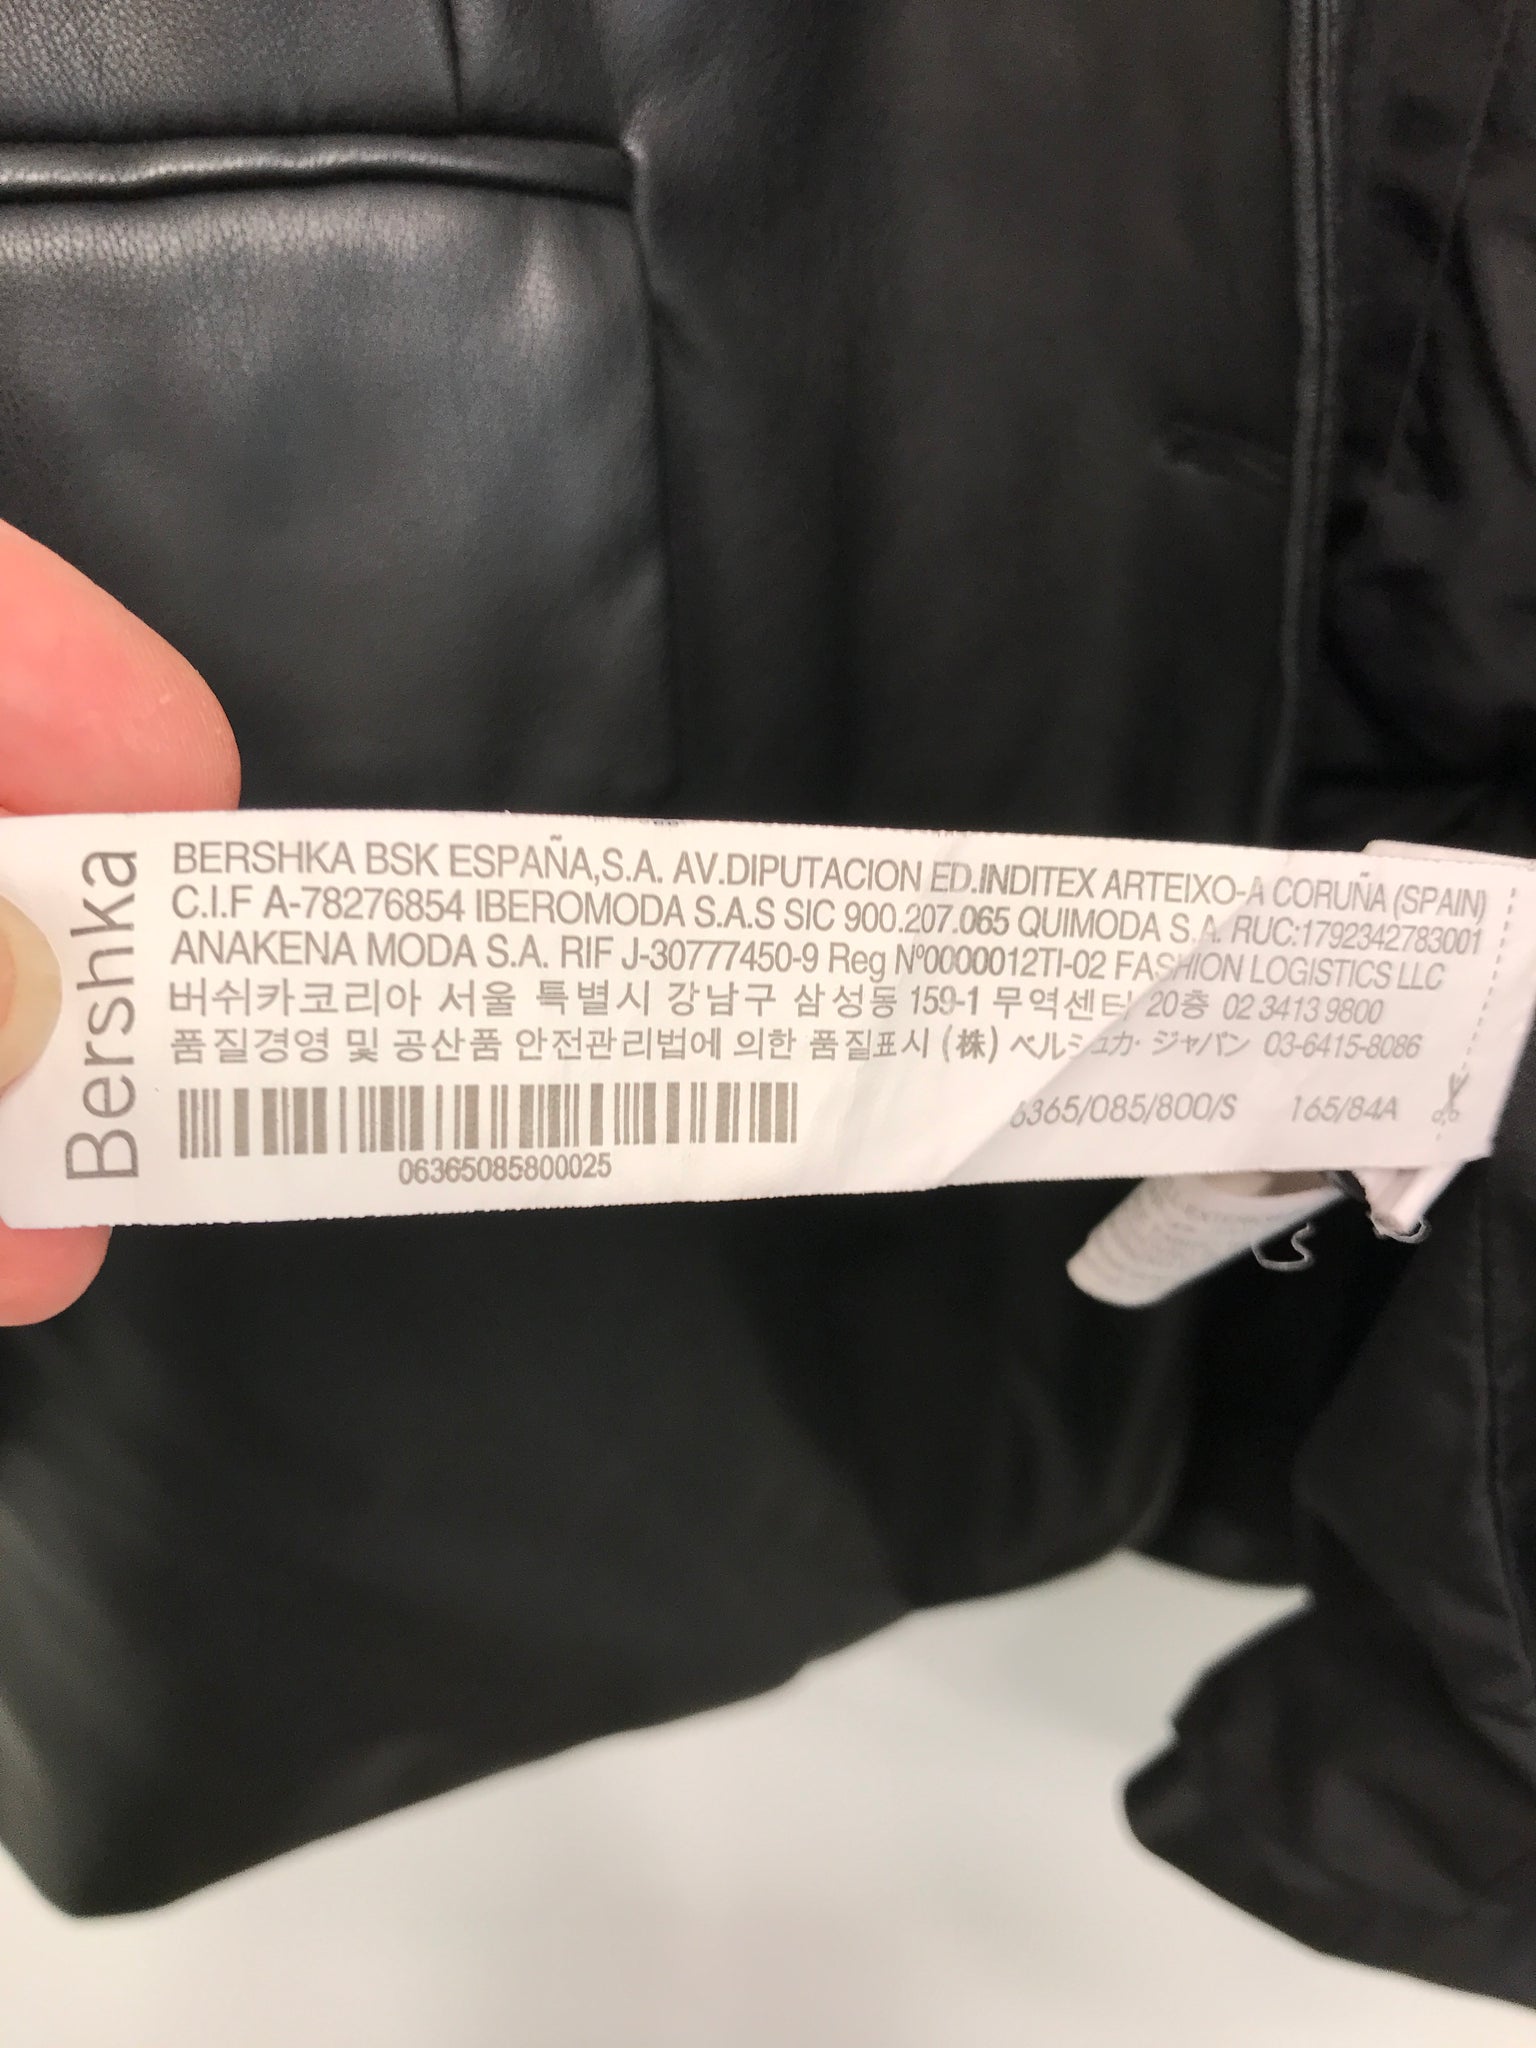 Bershka
BERSHKA BSK ESPAÑA,S.A. AV.DIPUTACION ED.INDITEX ARTEIXO-A CORUÑA (SPAIN)
C.I.F A-78276854 IBEROMODA S.A.S SIC 900.207.065 QUIMODA S.A. RUC:1792342783001
ANAKENA MODA S.A. RIF J-30777450-9 Reg Nº0000012TI-02 FASHION LOGISTICS LLC
버쉬카코리아 서울 특별시 강남구 삼성동 159-1 무역센터 20층 02 3413 9800
품질경영 및 공산품 안전관리법에 의한 품질표시 (株) ベルシュカ・ジャパン 03-6415-8086
6365/085/800/S 165/84A
06365085800025